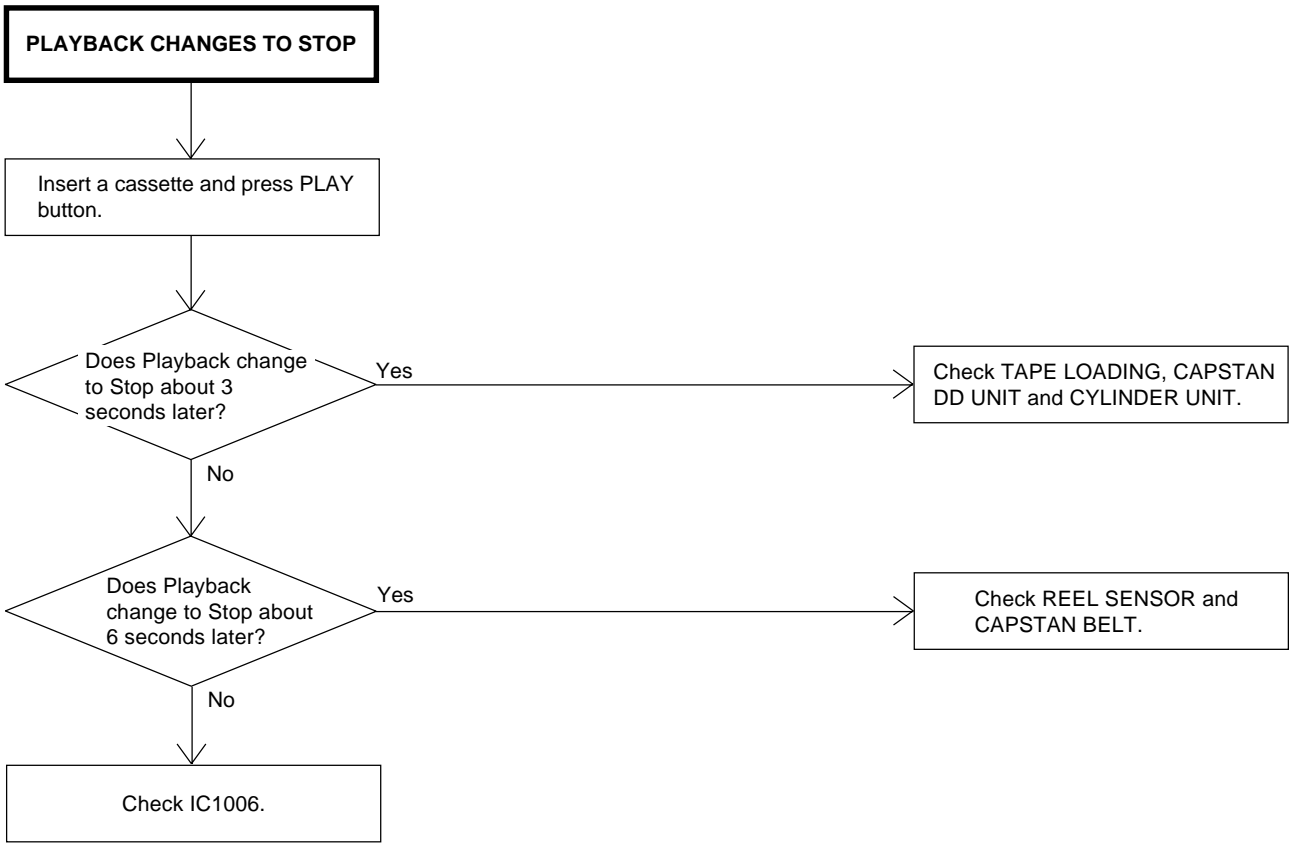 PLAYBACK CHANGES TO STOP
Insert a cassette and press PLAY
button.
Does Playback change
to Stop about 3
seconds later?
Yes
Check TAPE LOADING, CAPSTAN
DD UNIT and CYLINDER UNIT.
No
Does Playback
change to Stop about
6 seconds later?
Yes
Check REEL SENSOR and
CAPSTAN BELT.
No
Check IC1006.